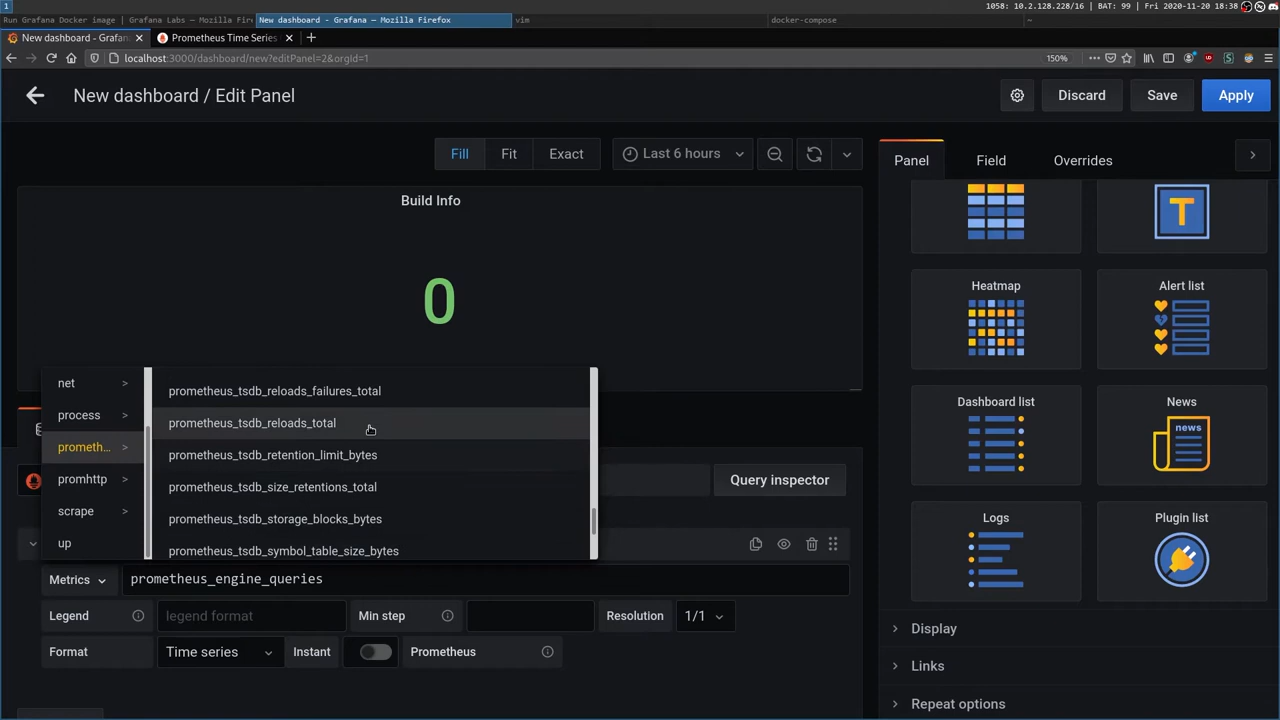 1
1058: 10.2.128.228/16 | BAT: 99 | Fri 2020-11-20 18:38
Run Grafana Docker image | Grafana Labs — Mozilla Fir
New dashboard - Grafana — Mozilla Firefox
vim
docker-compose
~
New dashboard - Grafan
Prometheus Time Series
localhost:3000/dashboard/new?editPanel=2&orgId=1
150%
New dashboard / Edit Panel
Discard
Save
Apply
Fill
Fit
Exact
Last 6 hours
Panel
Field
Overrides
Build Info
0
T
Heatmap
Alert list
Dashboard list
News
news
Logs
Plugin list
Display
Links
Repeat options
net >
process >
prometh... >
promhttp >
scrape >
up
prometheus_tsdb_reloads_failures_total
prometheus_tsdb_reloads_total
prometheus_tsdb_retention_limit_bytes
prometheus_tsdb_size_retentions_total
prometheus_tsdb_storage_blocks_bytes
prometheus_tsdb_symbol_table_size_bytes
Query inspector
Metrics
prometheus_engine_queries
Legend
legend format
Min step
Resolution
1/1
Format
Time series
Instant
Prometheus